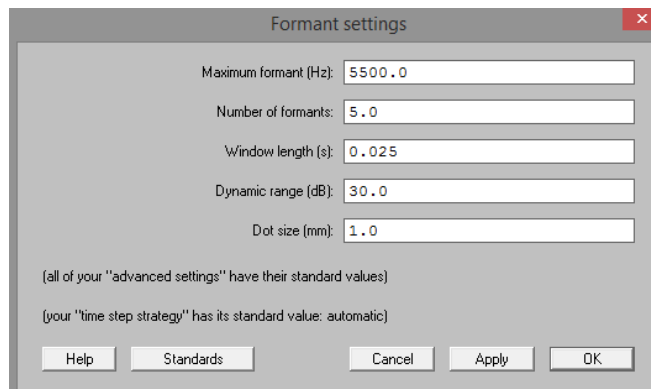 Formant settings
Maximum formant (Hz): 5500.0
Number of formants: 5.0
Window length (s): 0.025
Dynamic range (dB): 30.0
Dot size (mm): 1.0
(all of your "advanced settings" have their standard values)
(your "time step strategy" has its standard value: automatic)
Help Standards Cancel Apply OK